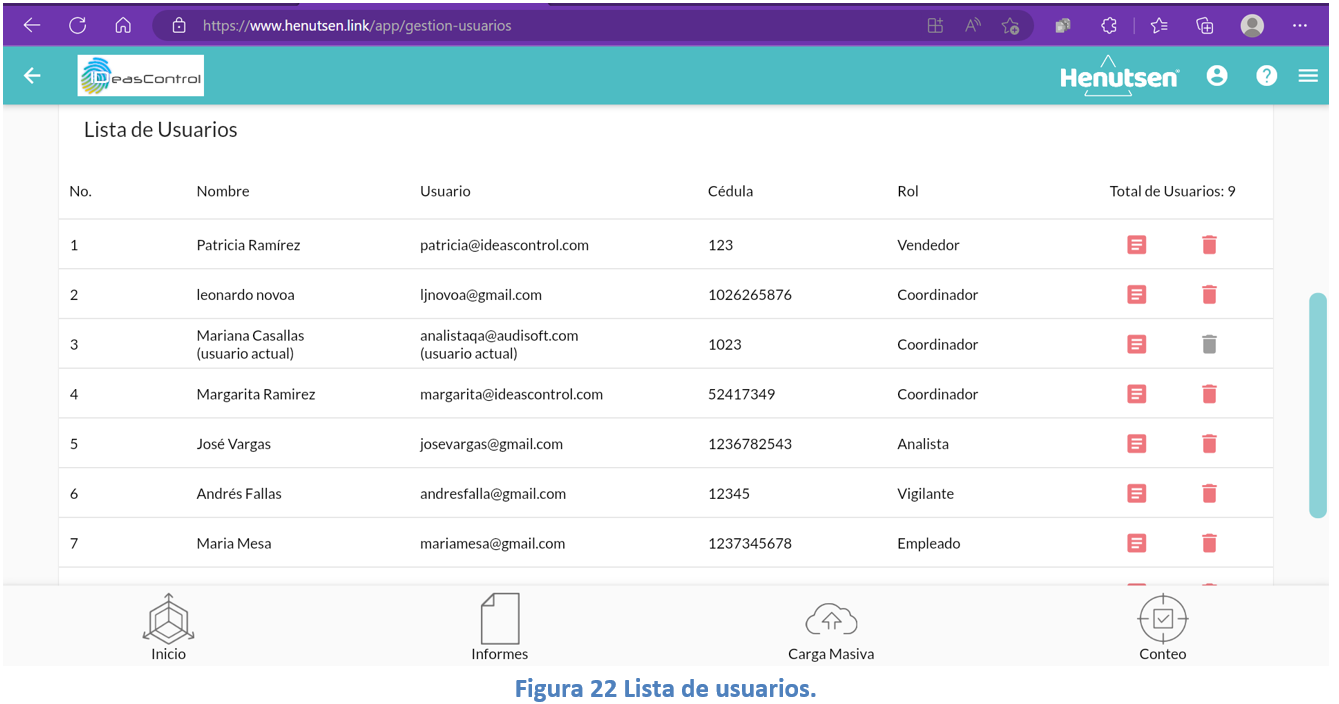 https://www.henutsen.link/app/gestion-usuarios
IDeasControl
Henutsen
Lista de Usuarios
No. Nombre Usuario Cédula Rol Total de Usuarios: 9
1 Patricia Ramírez patricia@ideascontrol.com 123 Vendedor
2 leonardo novoa ljnovoa@gmail.com 1026265876 Coordinador
3 Mariana Casallas (usuario actual) analistaqa@audisoft.com (usuario actual) 1023 Coordinador
4 Margarita Ramirez margarita@ideascontrol.com 52417349 Coordinador
5 José Vargas josevargas@gmail.com 1236782543 Analista
6 Andrés Fallas andresfalla@gmail.com 12345 Vigilante
7 Maria Mesa mariamesa@gmail.com 1237345678 Empleado
Inicio Informes Carga Masiva Conteo
Figura 22 Lista de usuarios.